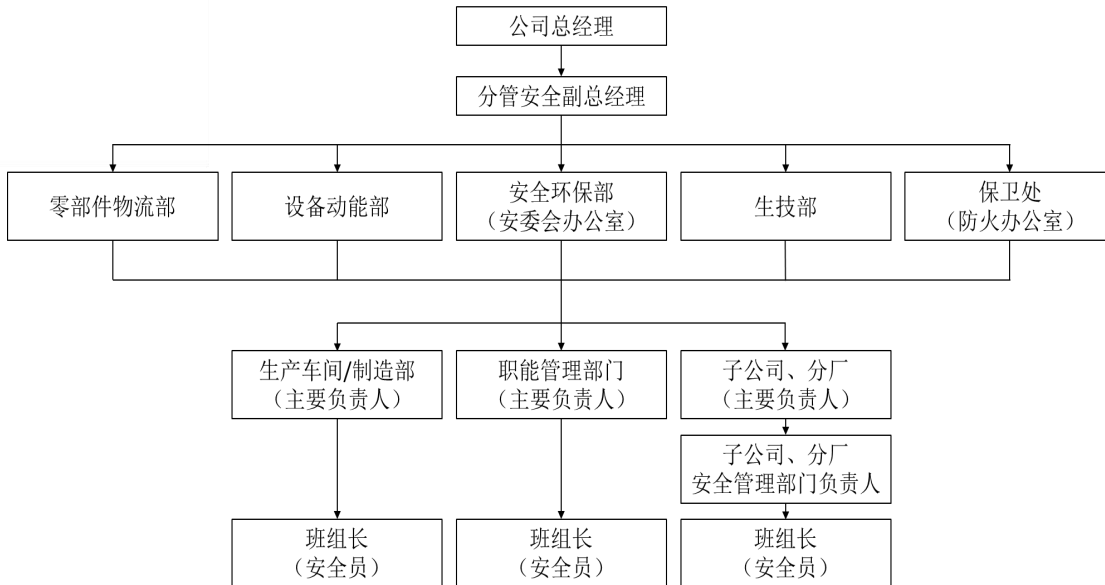 公司总经理
分管安全副总经理
零部件物流部
设备动能部
安全环保部
（安委会办公室）
生技部
保卫处
（防火办公室）
生产车间/制造部
（主要负责人）
职能管理部门
（主要负责人）
子公司、分厂
（主要负责人）
子公司、分厂
安全管理部门负责人
班组长
（安全员）
班组长
（安全员）
班组长
（安全员）